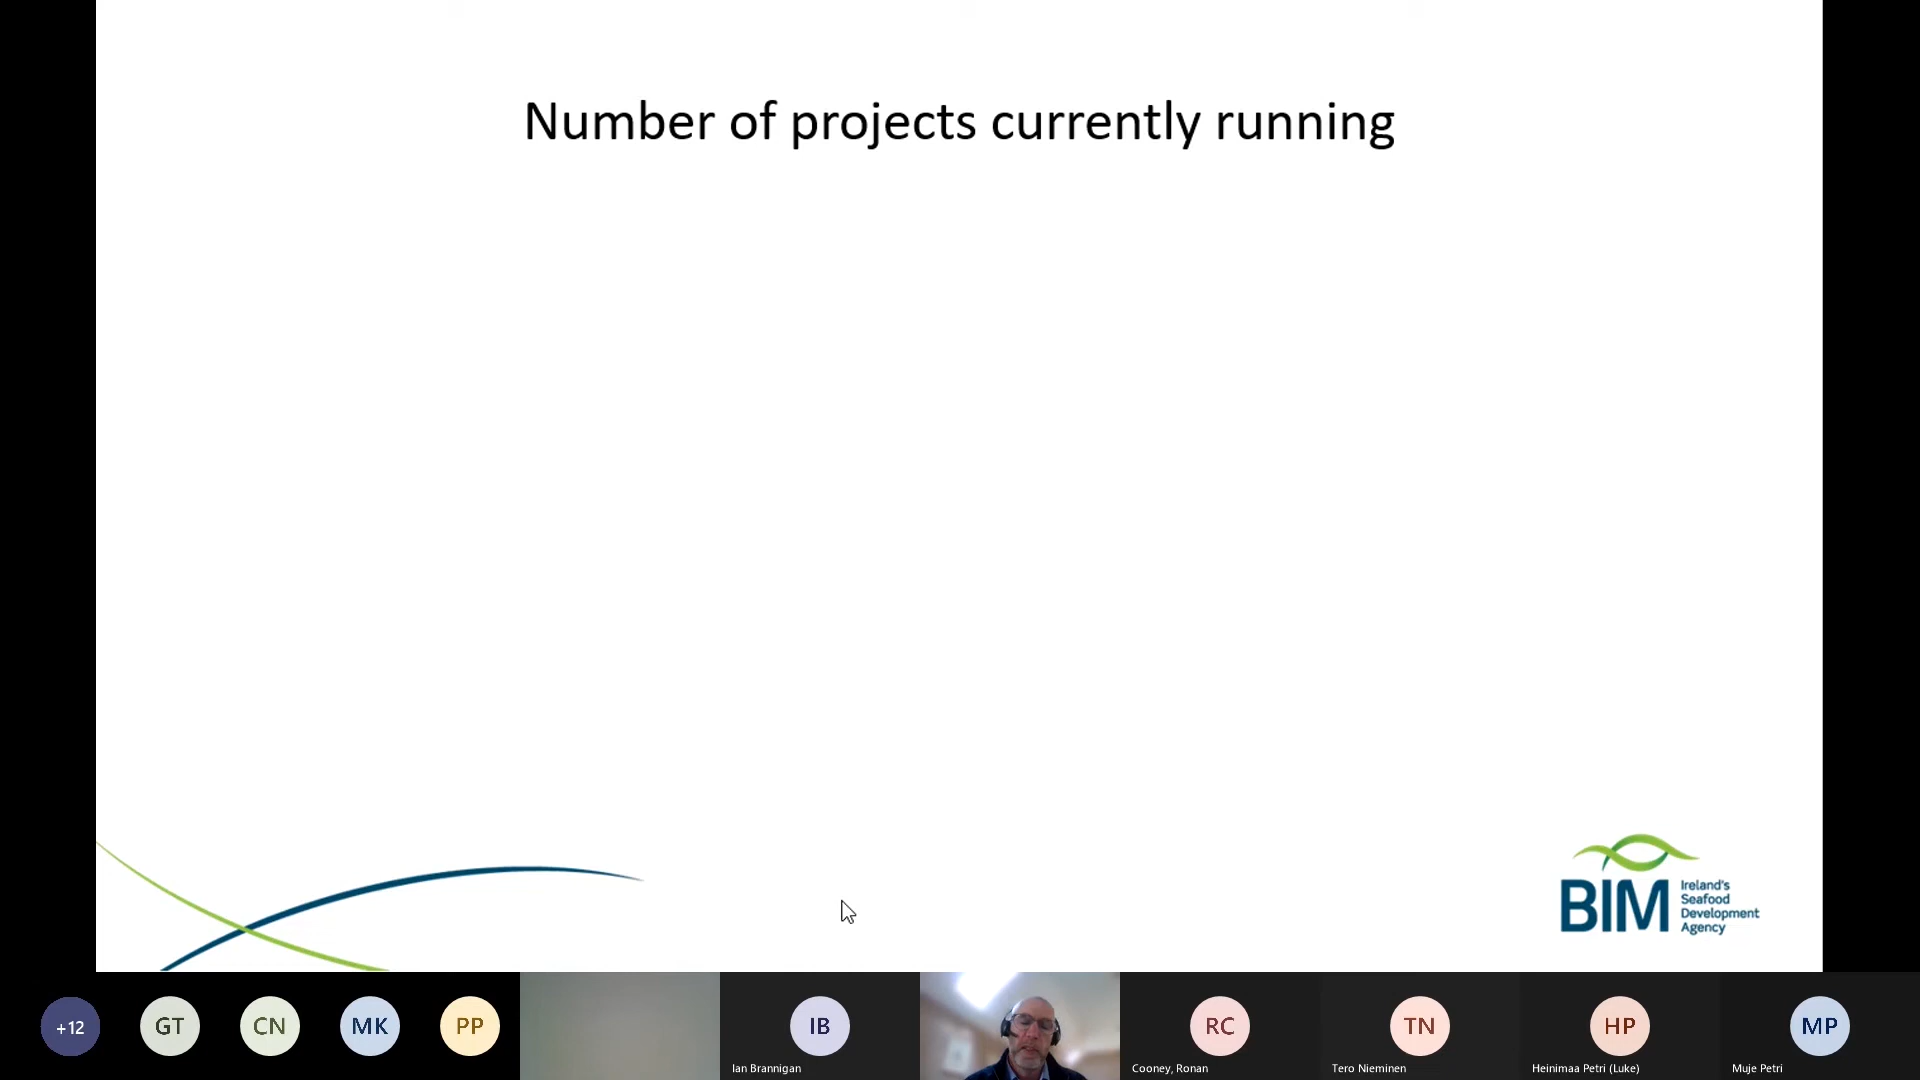 Number of projects currently running
BIM
Ireland's
Seafood
Development
Agency
+12
GT
CN
MK
PP
IB
RC
TN
HP
MP
Ian Brannigan
Cooney, Ronan
Tero Nieminen
Heinimaa Petri (Luke)
Muje Petri